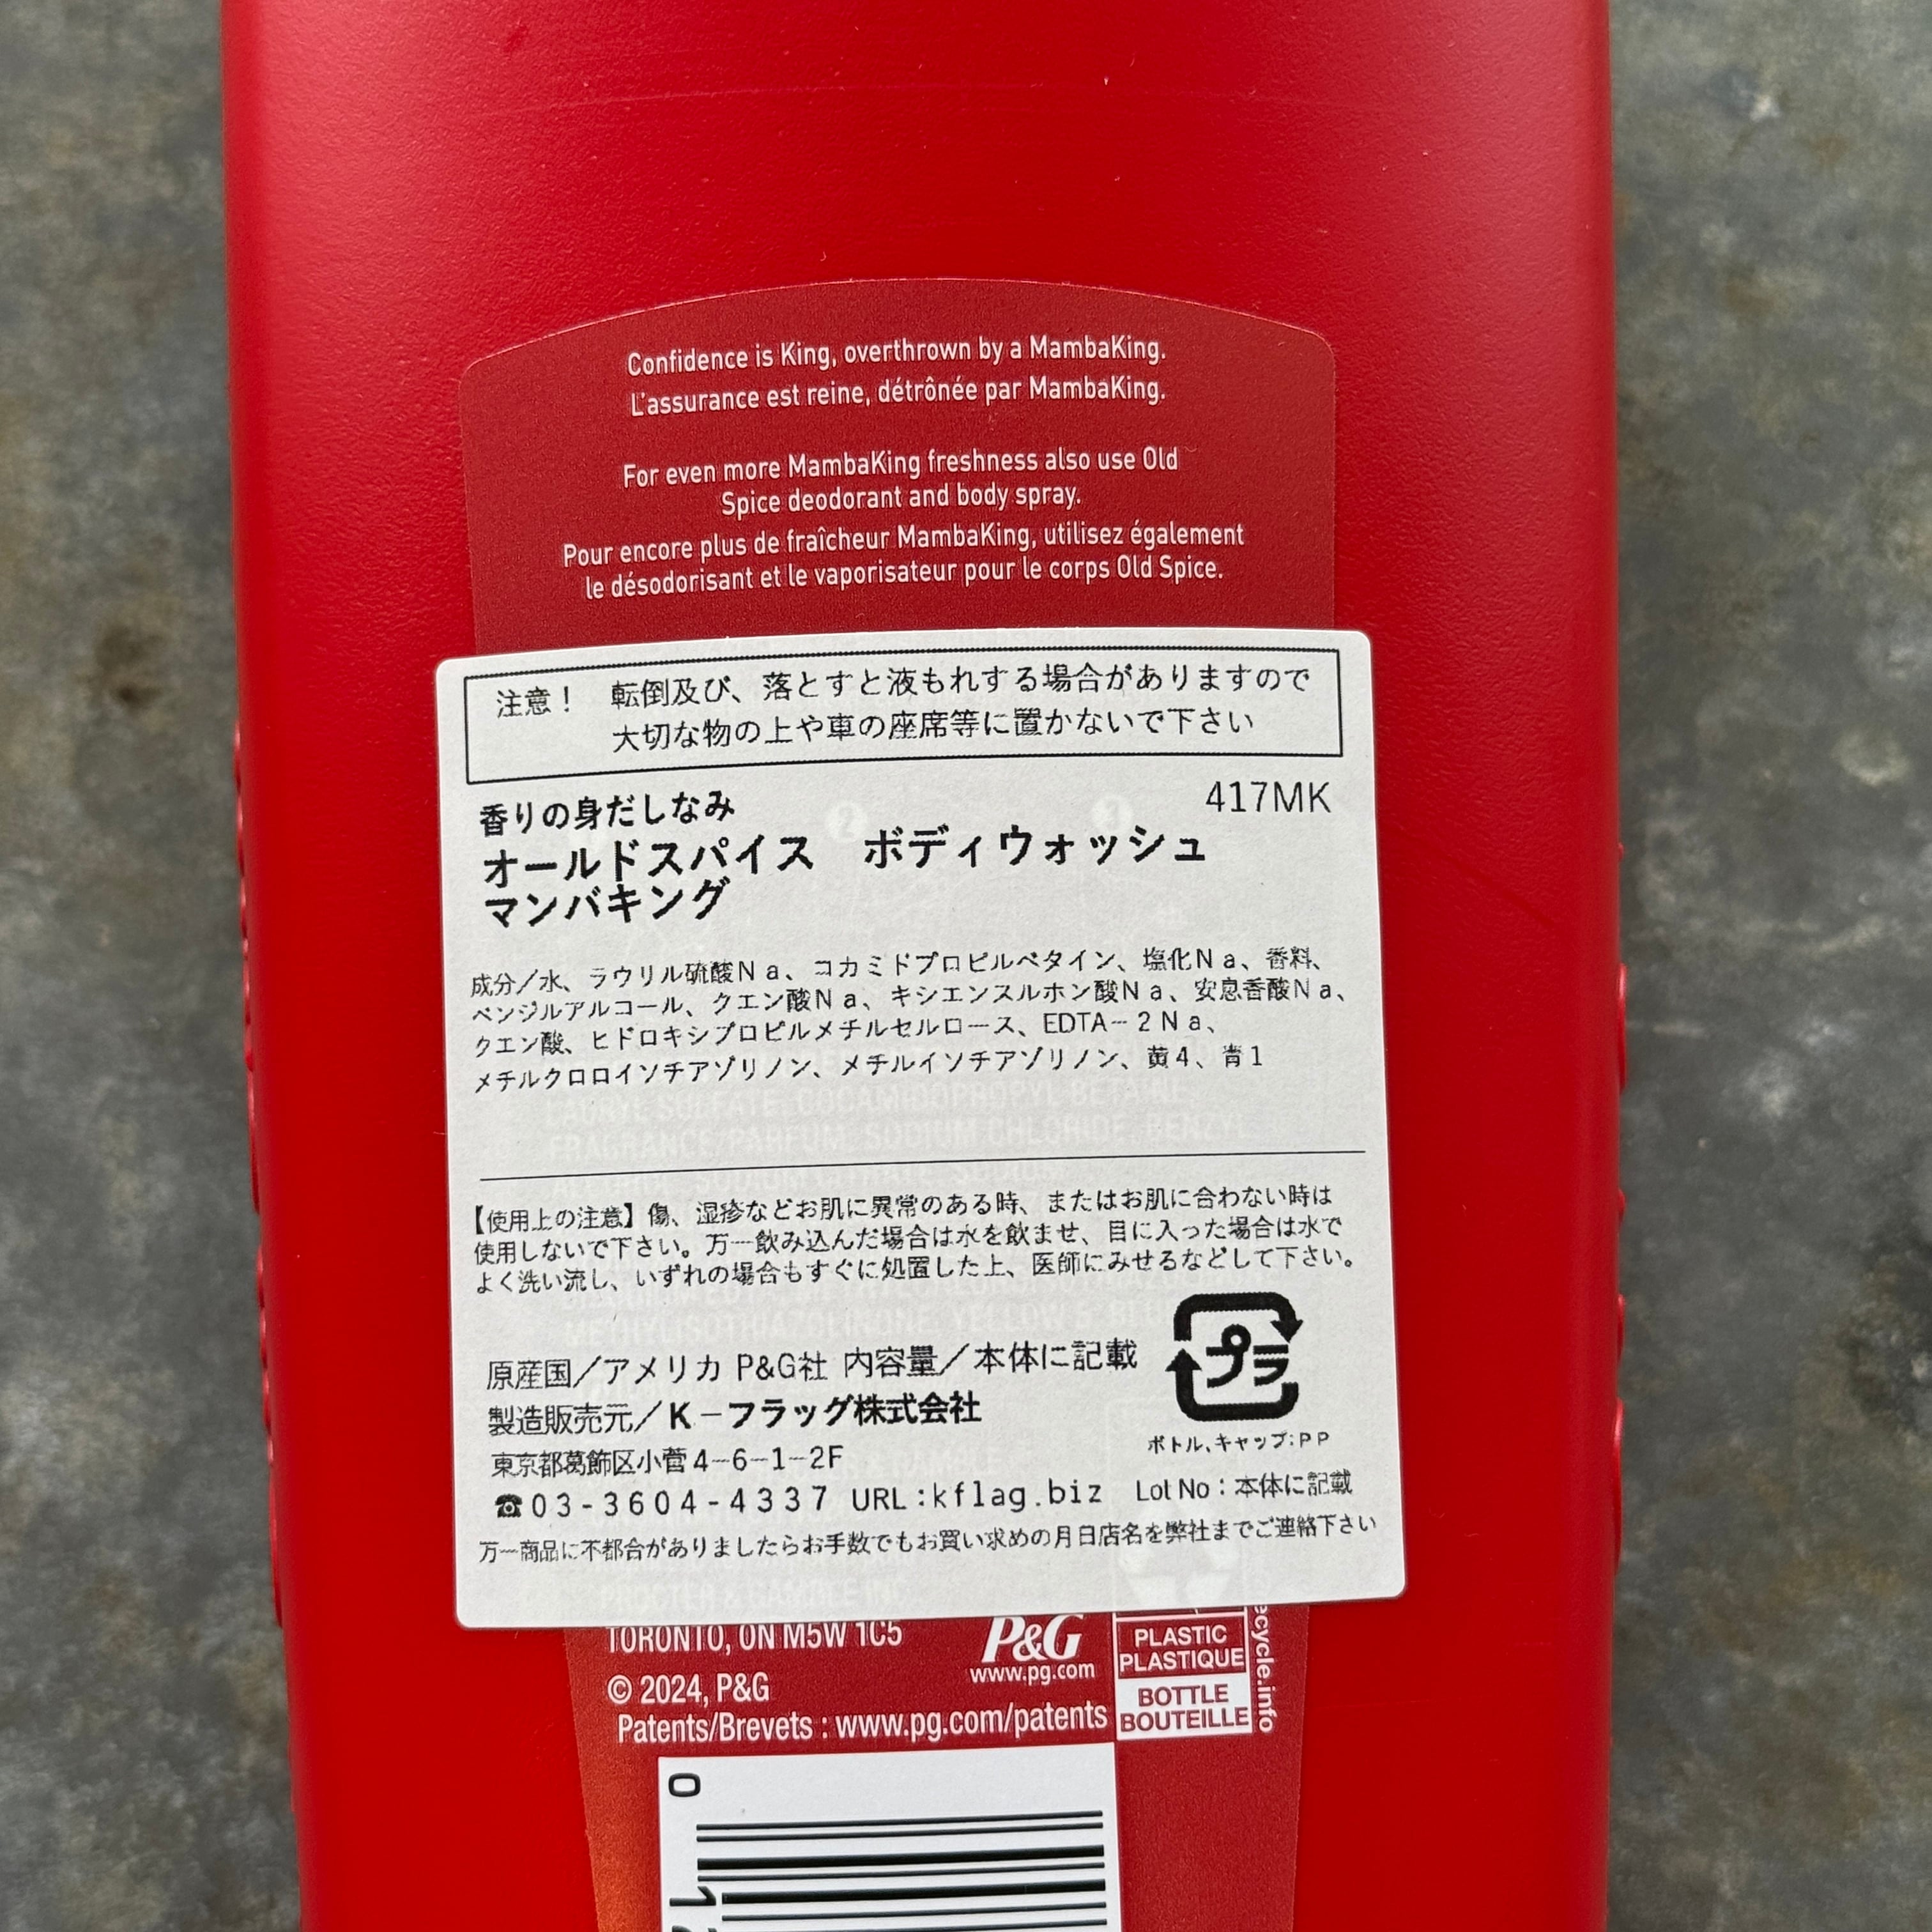 Confidence is King, overthrown by a MambaKing.
L'assurance est reine, détrônée par MambaKing.
For even more MambaKing freshness also use Old
Spice deodorant and body spray.
Pour encore plus de fraîcheur MambaKing, utilisez également
le désodorisant et le vaporisateur pour le corps Old Spice.
注意！ 転倒及び、落とすと液もれする場合がありますので
大切な物の上や車の座席等に置かないで下さい
417MK
香りの身だしなみ
オールドスパイス ボディウォッシュ
マンバキング
成分／水、ラウリル硫酸Ｎａ、コカミドプロピルベタイン、塩化Ｎａ、香料、
ベンジルアルコール、クエン酸Ｎａ、キシエンスルホン酸Ｎａ、安息香酸Ｎａ、
クエン酸、ヒドロキシプロピルメチルセルロース、EDTA－２Ｎａ、
メチルクロロイソチアゾリノン、メチルイソチアゾリノン、黄４、青１
LAURYL SULFATE, COCAMIDOPROPYL BETAINE,
FRAGRANCE/PARFUM, SODIUM CHLORIDE, BENZYL
【使用上の注意】傷、湿疹などお肌に異常のある時、またはお肌に合わない時は
使用しないで下さい。万一飲み込んだ場合は水を飲ませ、目に入った場合は水で
よく洗い流し、いずれの場合もすぐに処置した上、医師にみせるなどして下さい。
プラ
原産国／アメリカ P&G社 内容量／本体に記載
製造販売元／K－フラッグ株式会社
ボトル、キャップ：ＰＰ
東京都葛飾区小菅4－6－1－2F
☎03-3604-4337 URL:kflag.biz Lot No：本体に記載
万一商品に不都合がありましたらお手数でもお買い求めの月日店名を弊社までご連絡下さい
PROCTER & GAMBLE INC.
TORONTO, ON M5W 1C5
P&G
www.pg.com
© 2024, P&G
Patents/Brevets : www.pg.com/patents
PLASTIC
PLASTIQUE
BOTTLE
BOUTEILLE
ecycle.info
0